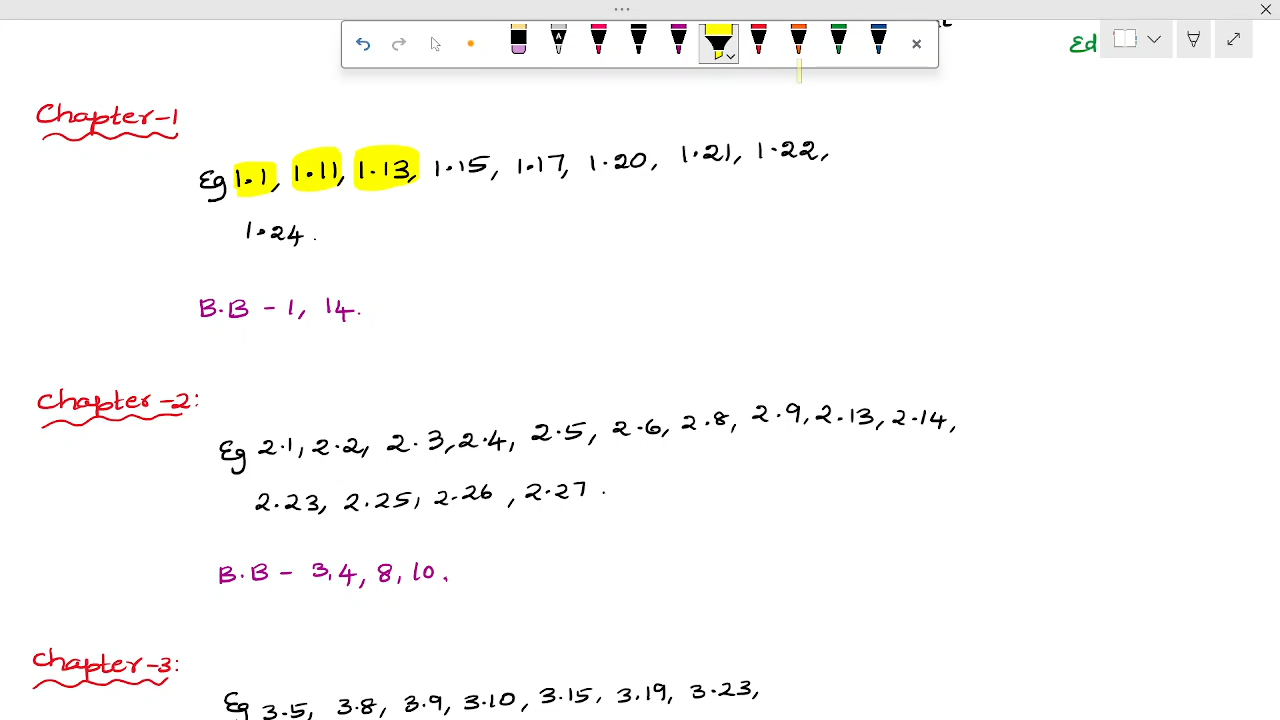 Ed
Chapter-1
Eg 1.1, 1.11, 1.13, 1.15, 1.17, 1.20, 1.21, 1.22,
1.24.
B.B - 1, 14.
Chapter-2:
Eg 2.1, 2.2, 2.3, 2.4, 2.5, 2.6, 2.8, 2.9, 2.13, 2.14,
2.23, 2.25, 2.26, 2.27.
B.B - 3, 4, 8, 10.
Chapter-3:
Eg 3.5, 3.8, 3.9, 3.10, 3.15, 3.19, 3.23,